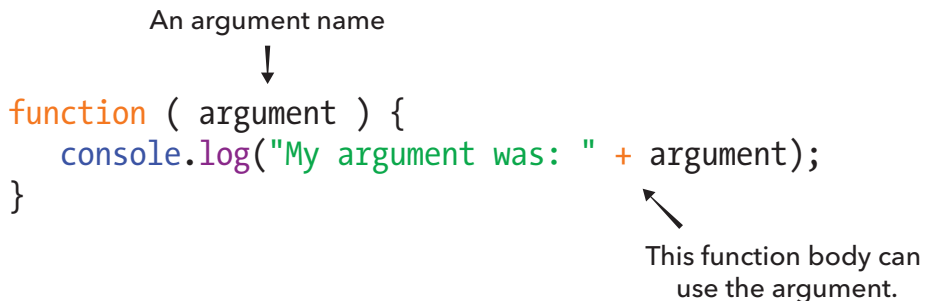 An argument name
function ( argument ) {
console.log("My argument was: " + argument);
}
This function body can
use the argument.